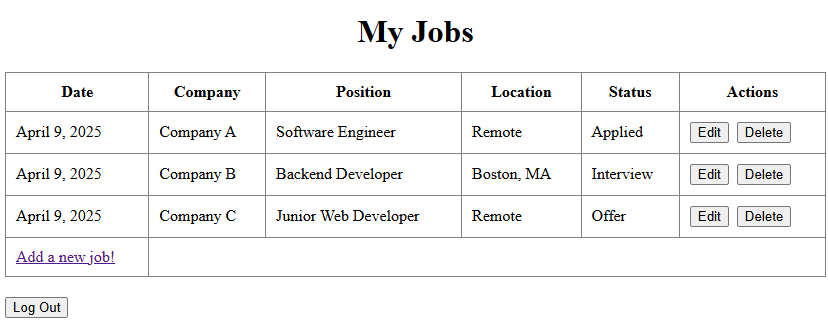 My Jobs
Date Company Position Location Status Actions
April 9, 2025 Company A Software Engineer Remote Applied Edit Delete
April 9, 2025 Company B Backend Developer Boston, MA Interview Edit Delete
April 9, 2025 Company C Junior Web Developer Remote Offer Edit Delete
Add a new job!
Log Out